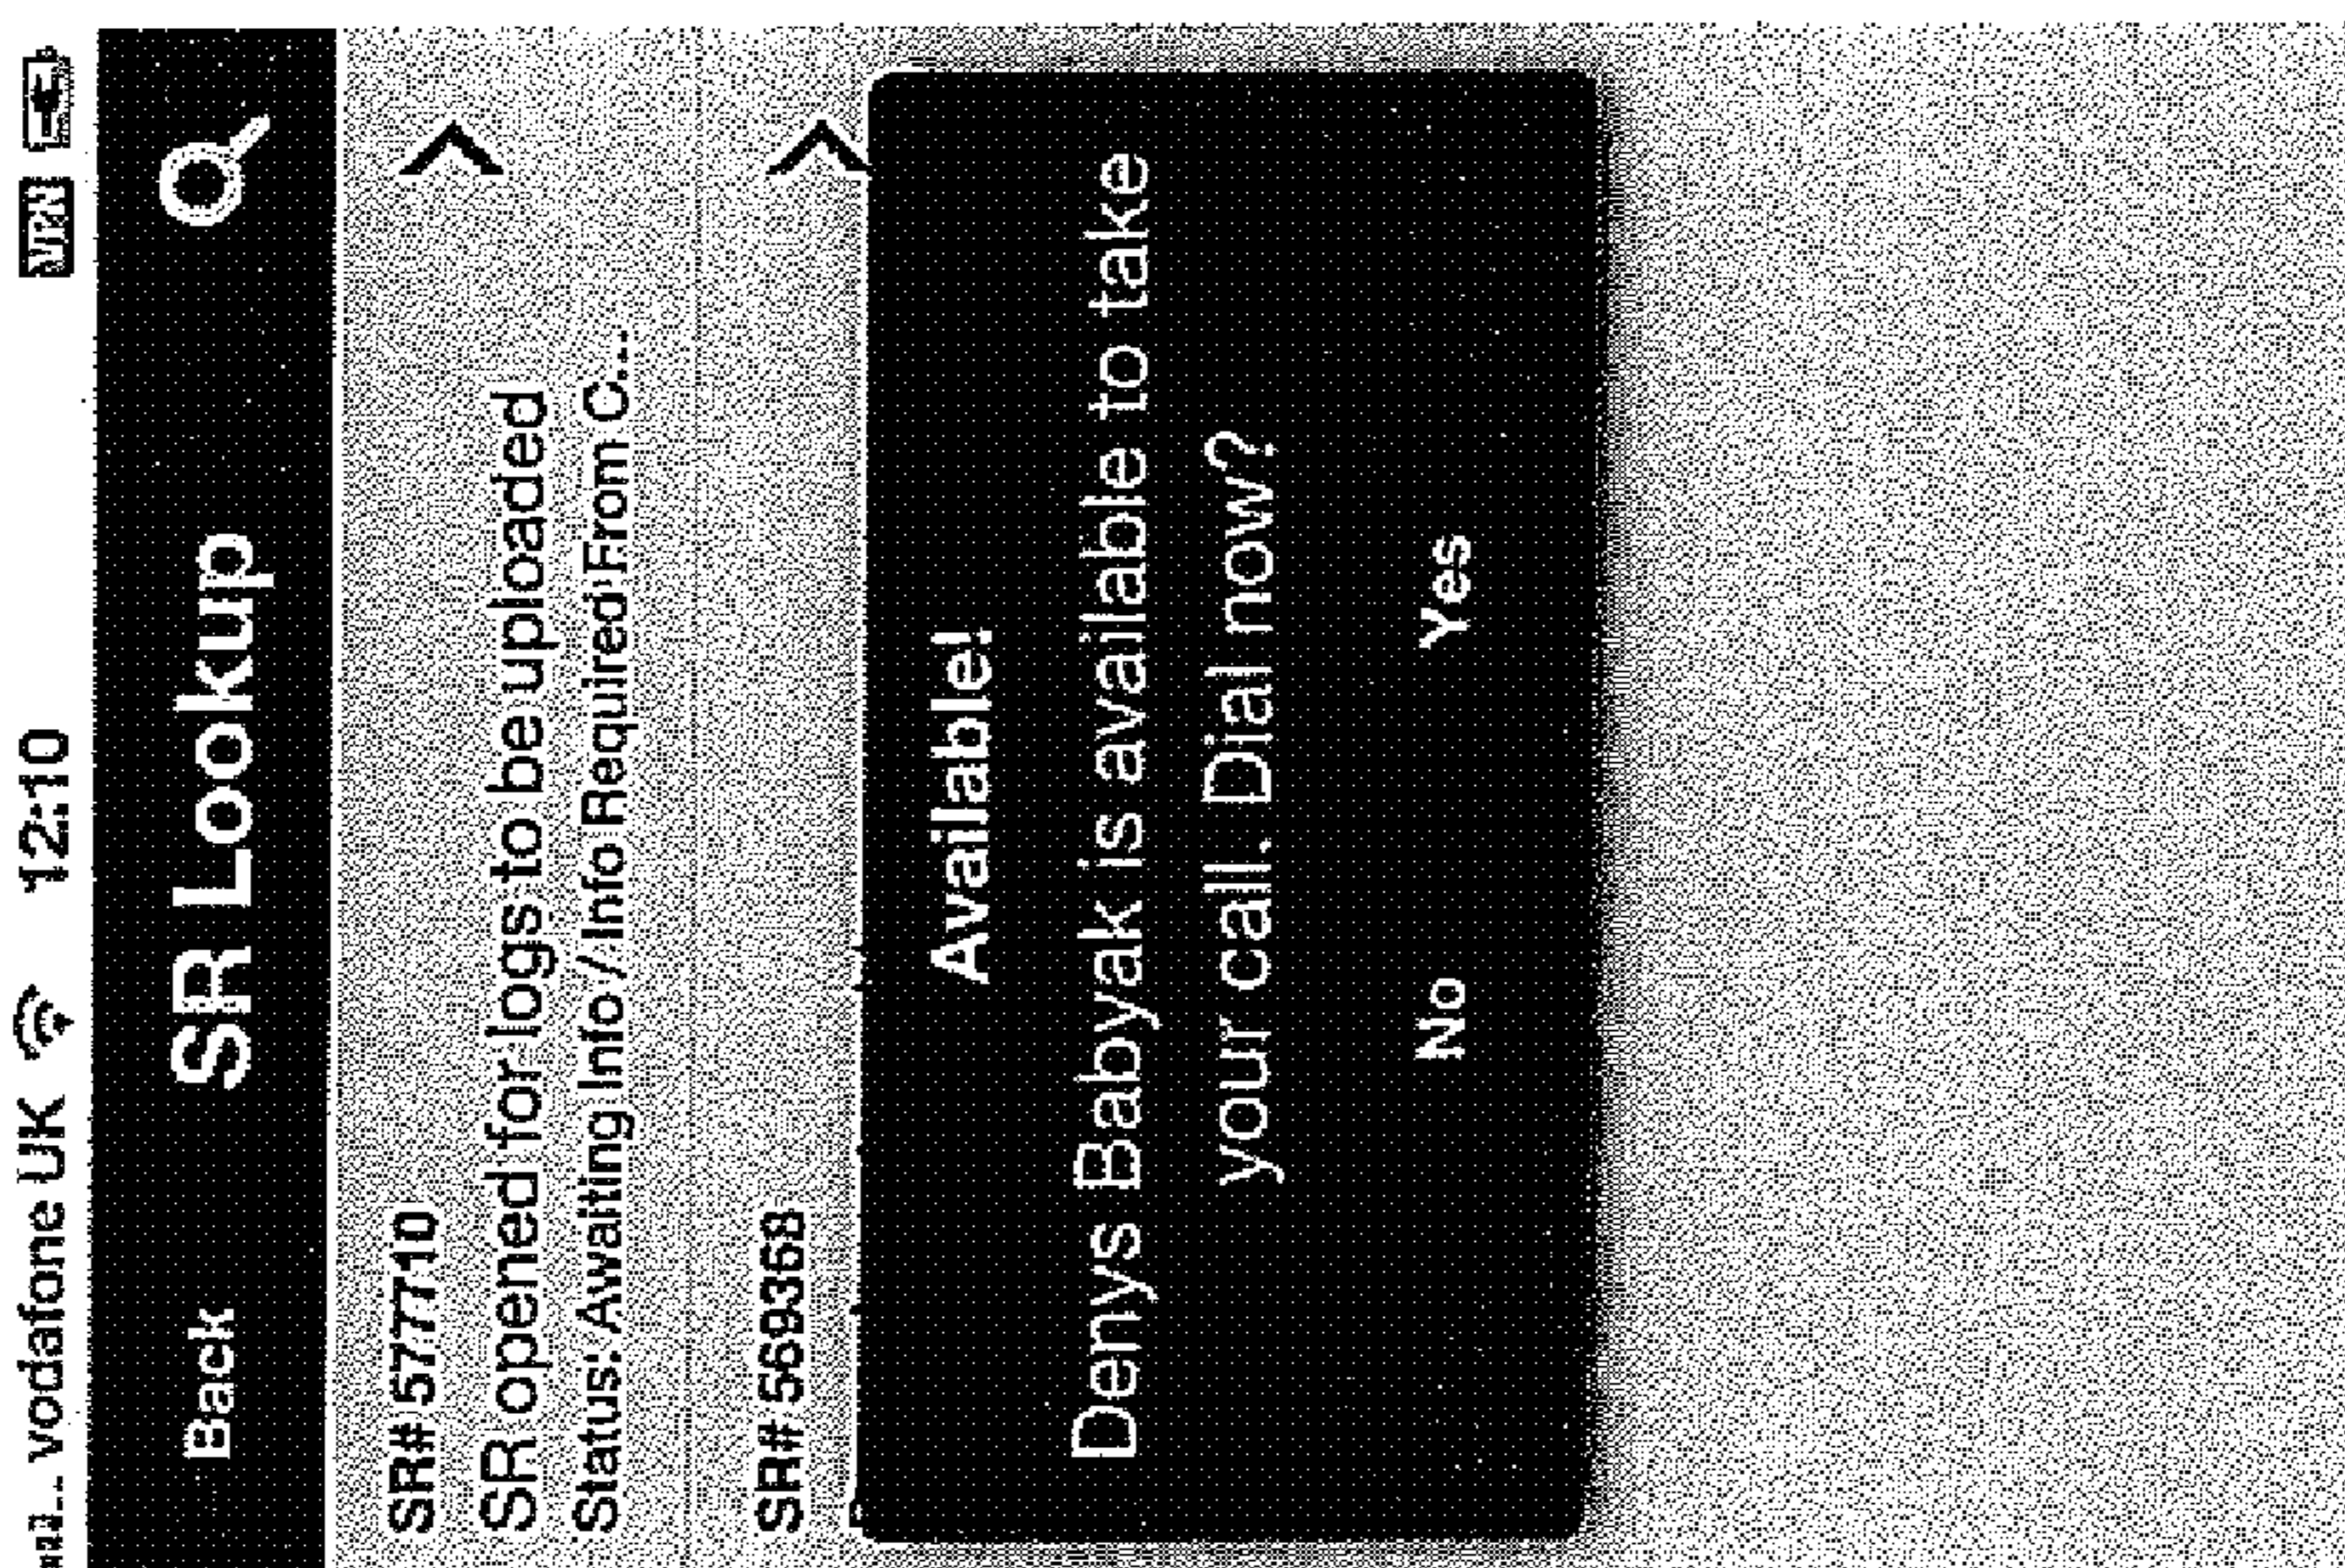 vodafone UK 12:10 VPN
Back SR Lookup
SR# 577710
SR opened for logs to be uploaded
Status: Awaiting Info / Info Required From C...
SR# 569368
Available!
Denys Babyak is available to take
your call. Dial now?
No Yes